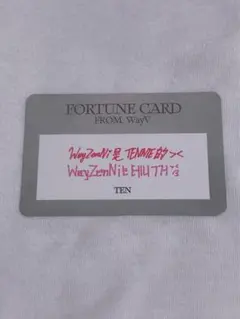 FORTUNE CARD
FROM. WayV
WayZenNi是 TENNIE的
WayZenNi는 TEN
TEN